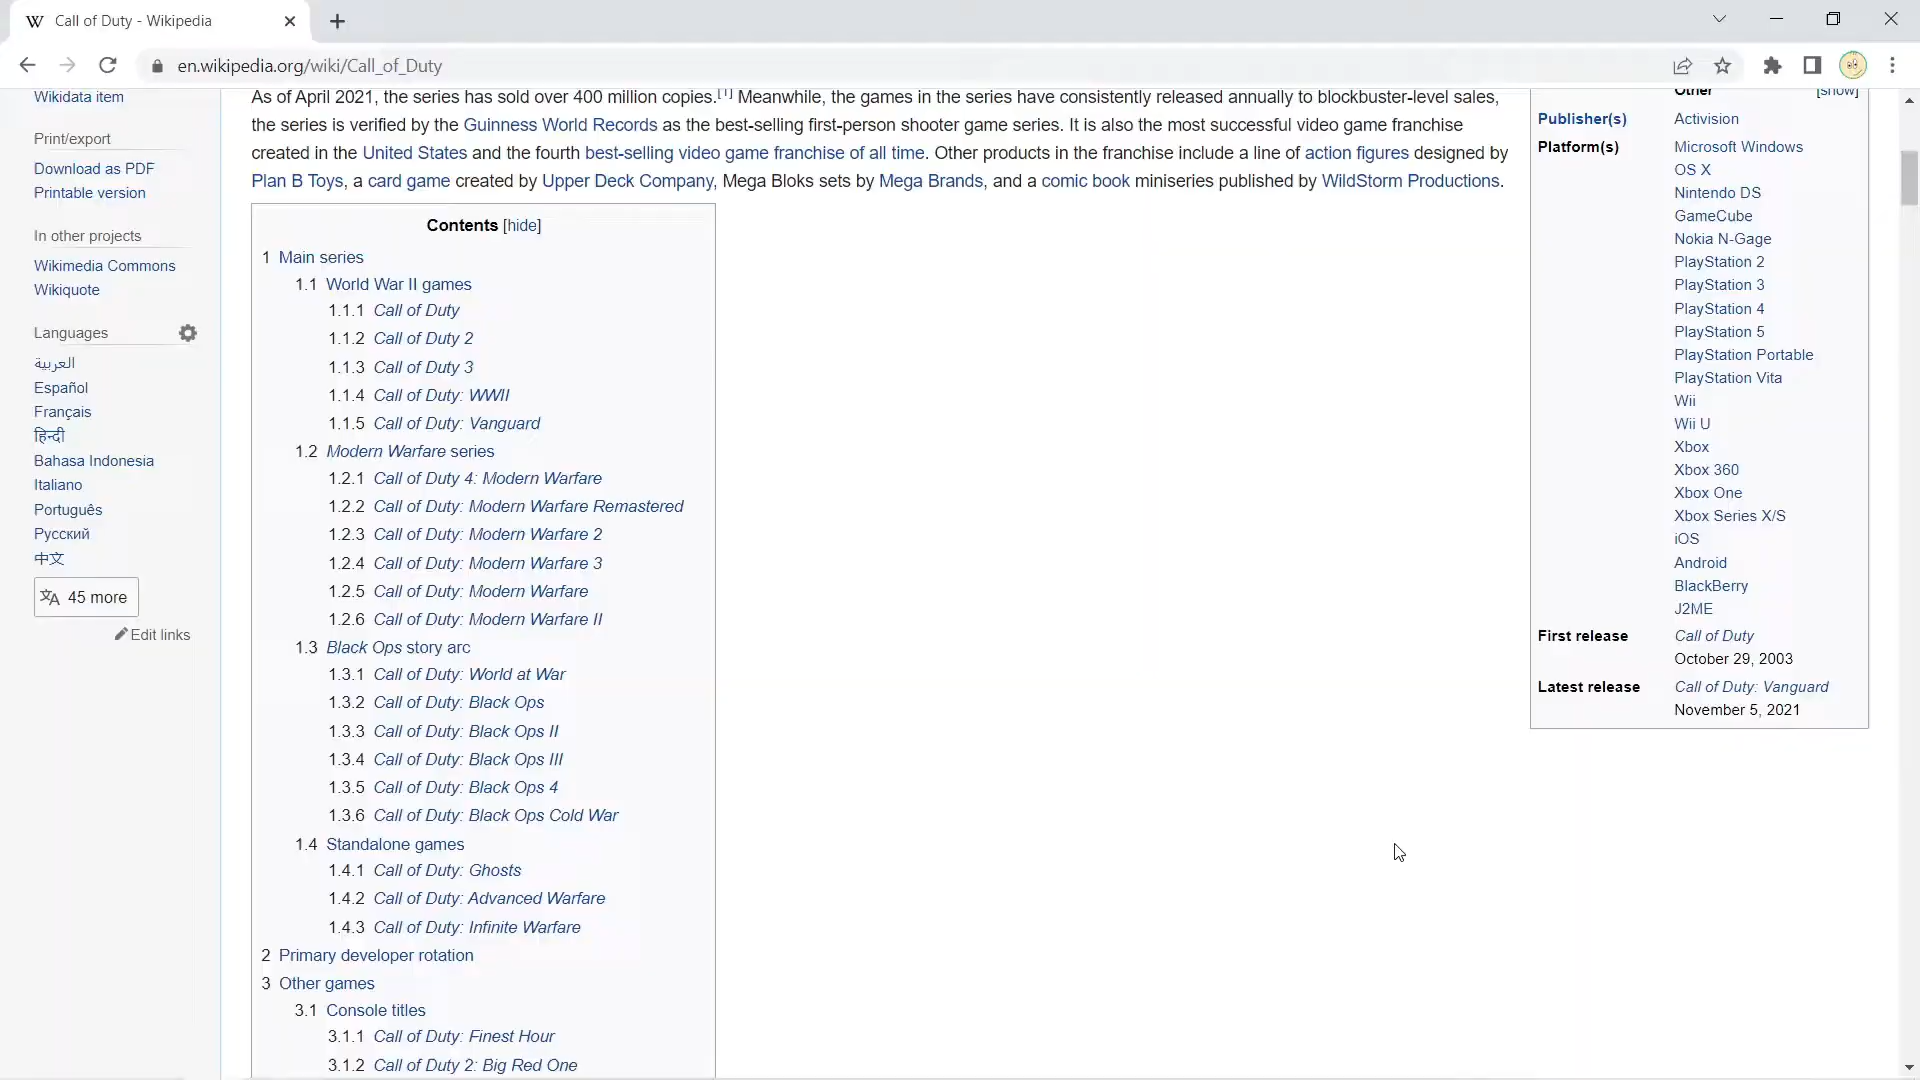 Call of Duty - Wikipedia
en.wikipedia.org/wiki/Call_of_Duty
Wikidata item
Print/export
Download as PDF
Printable version
In other projects
Wikimedia Commons
Wikiquote
Languages
العربية
Español
Français
हिन्दी
Bahasa Indonesia
Italiano
Português
Русский
中文
45 more
Edit links
As of April 2021, the series has sold over 400 million copies.[1] Meanwhile, the games in the series have consistently released annually to blockbuster-level sales,
the series is verified by the Guinness World Records as the best-selling first-person shooter game series. It is also the most successful video game franchise
created in the United States and the fourth best-selling video game franchise of all time. Other products in the franchise include a line of action figures designed by
Plan B Toys, a card game created by Upper Deck Company, Mega Bloks sets by Mega Brands, and a comic book miniseries published by WildStorm Productions.
Contents [hide]
1 Main series
1.1 World War II games
1.1.1 Call of Duty
1.1.2 Call of Duty 2
1.1.3 Call of Duty 3
1.1.4 Call of Duty: WWII
1.1.5 Call of Duty: Vanguard
1.2 Modern Warfare series
1.2.1 Call of Duty 4: Modern Warfare
1.2.2 Call of Duty: Modern Warfare Remastered
1.2.3 Call of Duty: Modern Warfare 2
1.2.4 Call of Duty: Modern Warfare 3
1.2.5 Call of Duty: Modern Warfare
1.2.6 Call of Duty: Modern Warfare II
1.3 Black Ops story arc
1.3.1 Call of Duty: World at War
1.3.2 Call of Duty: Black Ops
1.3.3 Call of Duty: Black Ops II
1.3.4 Call of Duty: Black Ops III
1.3.5 Call of Duty: Black Ops 4
1.3.6 Call of Duty: Black Ops Cold War
1.4 Standalone games
1.4.1 Call of Duty: Ghosts
1.4.2 Call of Duty: Advanced Warfare
1.4.3 Call of Duty: Infinite Warfare
2 Primary developer rotation
3 Other games
3.1 Console titles
3.1.1 Call of Duty: Finest Hour
3.1.2 Call of Duty 2: Big Red One
Other [show]
Publisher(s) Activision
Platform(s) Microsoft Windows
OS X
Nintendo DS
GameCube
Nokia N-Gage
PlayStation 2
PlayStation 3
PlayStation 4
PlayStation 5
PlayStation Portable
PlayStation Vita
Wii
Wii U
Xbox
Xbox 360
Xbox One
Xbox Series X/S
iOS
Android
BlackBerry
J2ME
First release Call of Duty
October 29, 2003
Latest release Call of Duty: Vanguard
November 5, 2021